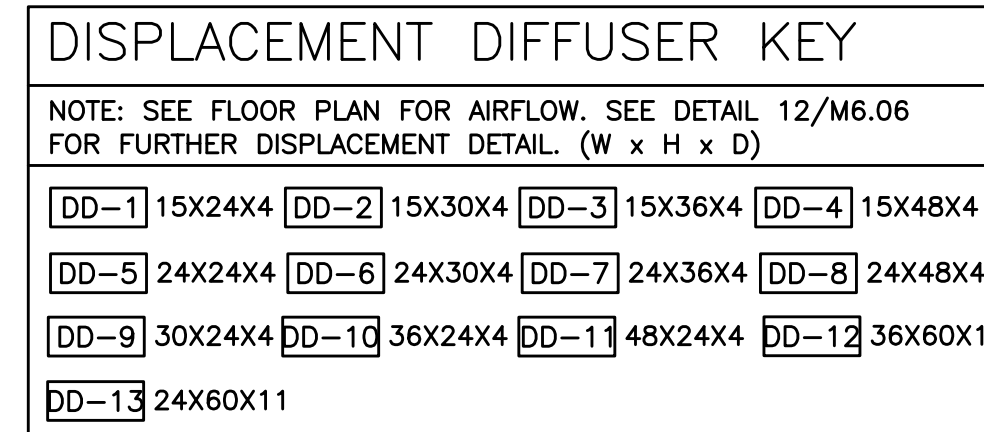 DISPLACEMENT DIFFUSER KEY
NOTE: SEE FLOOR PLAN FOR AIRFLOW. SEE DETAIL 12/M6.06
FOR FURTHER DISPLACEMENT DETAIL. (W x H x D)
DD-1 15X24X4 DD-2 15X30X4 DD-3 15X36X4 DD-4 15X48X4
DD-5 24X24X4 DD-6 24X30X4 DD-7 24X36X4 DD-8 24X48X4
DD-9 30X24X4 DD-10 36X24X4 DD-11 48X24X4 DD-12
DD-13 24X60X11